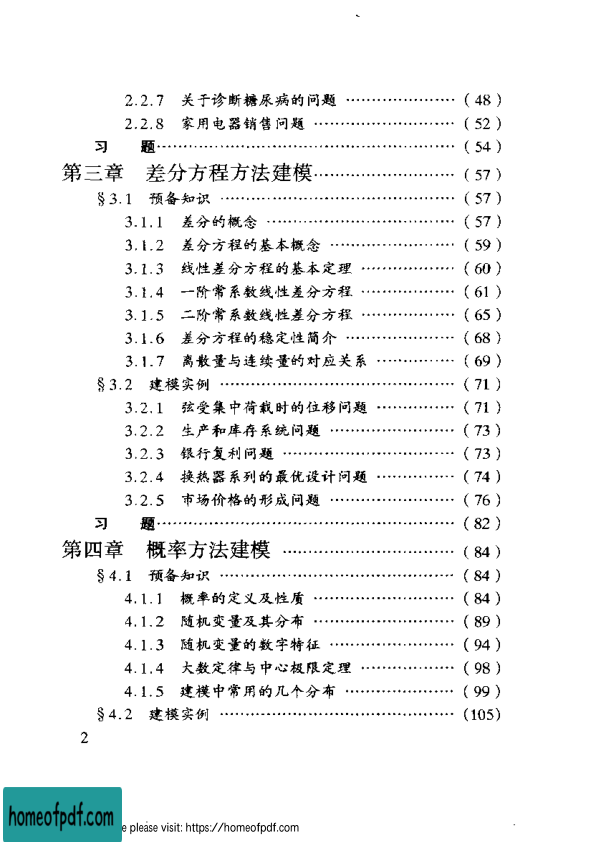 2.2.7 关于诊断糖尿病的问题 …………………（48）
2.2.8 家用电器销售问题 ………………………（52）
习 题…………………………………………………（54）
第三章 差分方程方法建模………………………（57）
§3.1 预备知识 ………………………………………（57）
3.1.1 差分的概念 ………………………………（57）
3.1.2 差分方程的基本概念 ……………………（59）
3.1.3 线性差分方程的基本定理 ………………（60）
3.1.4 一阶常系数线性差分方程 ………………（61）
3.1.5 二阶常系数线性差分方程 ………………（65）
3.1.6 差分方程的稳定性简介 …………………（68）
3.1.7 离散量与连续量的对应关系 ……………（69）
§3.2 建模实例 ………………………………………（71）
3.2.1 弦受集中荷载时的位移问题 ……………（71）
3.2.2 生产和库存系统问题 ……………………（73）
3.2.3 银行复利问题 ……………………………（73）
3.2.4 换热器系列的最优设计问题 ……………（74）
3.2.5 市场价格的形成问题 ……………………（76）
习 题…………………………………………………（82）
第四章 概率方法建模 ……………………………（84）
§4.1 预备知识 ………………………………………（84）
4.1.1 概率的定义及性质 ………………………（84）
4.1.2 随机变量及其分布 ………………………（89）
4.1.3 随机变量的数字特征 ……………………（94）
4.1.4 大数定律与中心极限定理 ………………（98）
4.1.5 建模中常用的几个分布 …………………（99）
§4.2 建模实例 ………………………………………（105）
2
homeofpdf.com
e please visit: https://homeofpdf.com